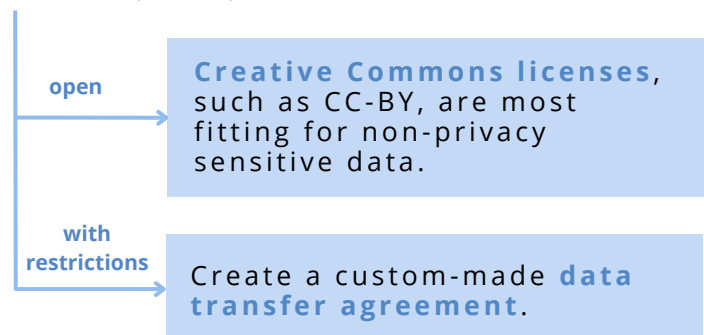 open
Creative Commons licenses,
such as CC-BY, are most
fitting for non-privacy
sensitive data.
with
restrictions
Create a custom-made data
transfer agreement.